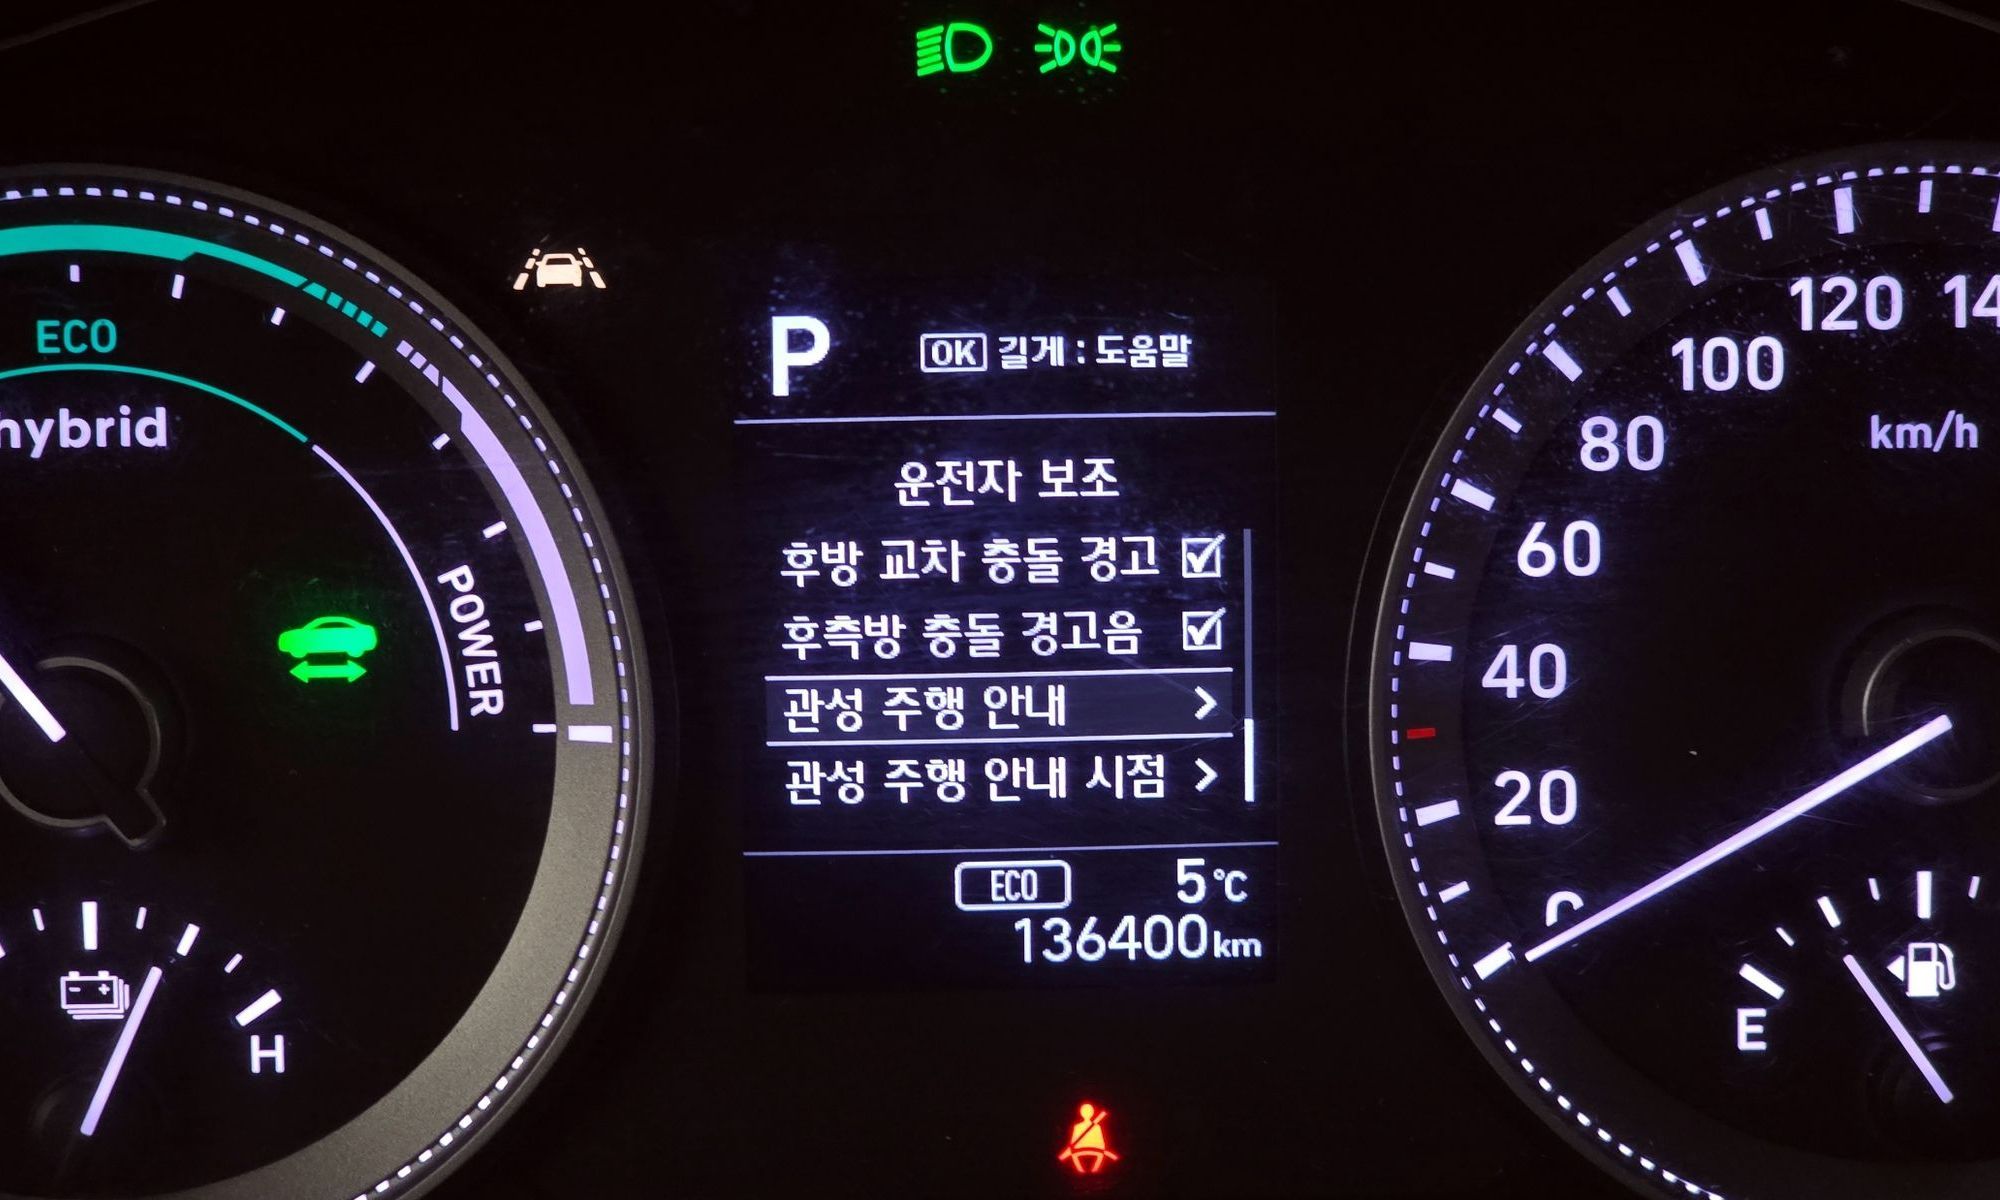 ECO
hybrid
POWER
H
P
OK 길게 : 도움말
운전자 보조
후방 교차 충돌 경고
후측방 충돌 경고음
관성 주행 안내 >
관성 주행 안내 시점 >
ECO 5℃
136400km
120
100
80
60
40
20
0
km/h
E